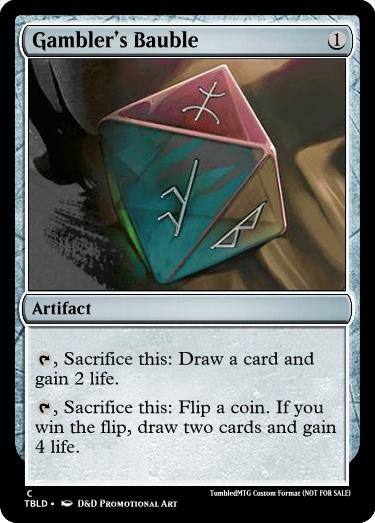 Gambler's Bauble 1
Artifact
, Sacrifice this: Draw a card and
gain 2 life.
, Sacrifice this: Flip a coin. If you
win the flip, draw two cards and gain
4 life.
C
TBLD • D&D Promotional Art
TumbledMTG Custom Format (NOT FOR SALE)